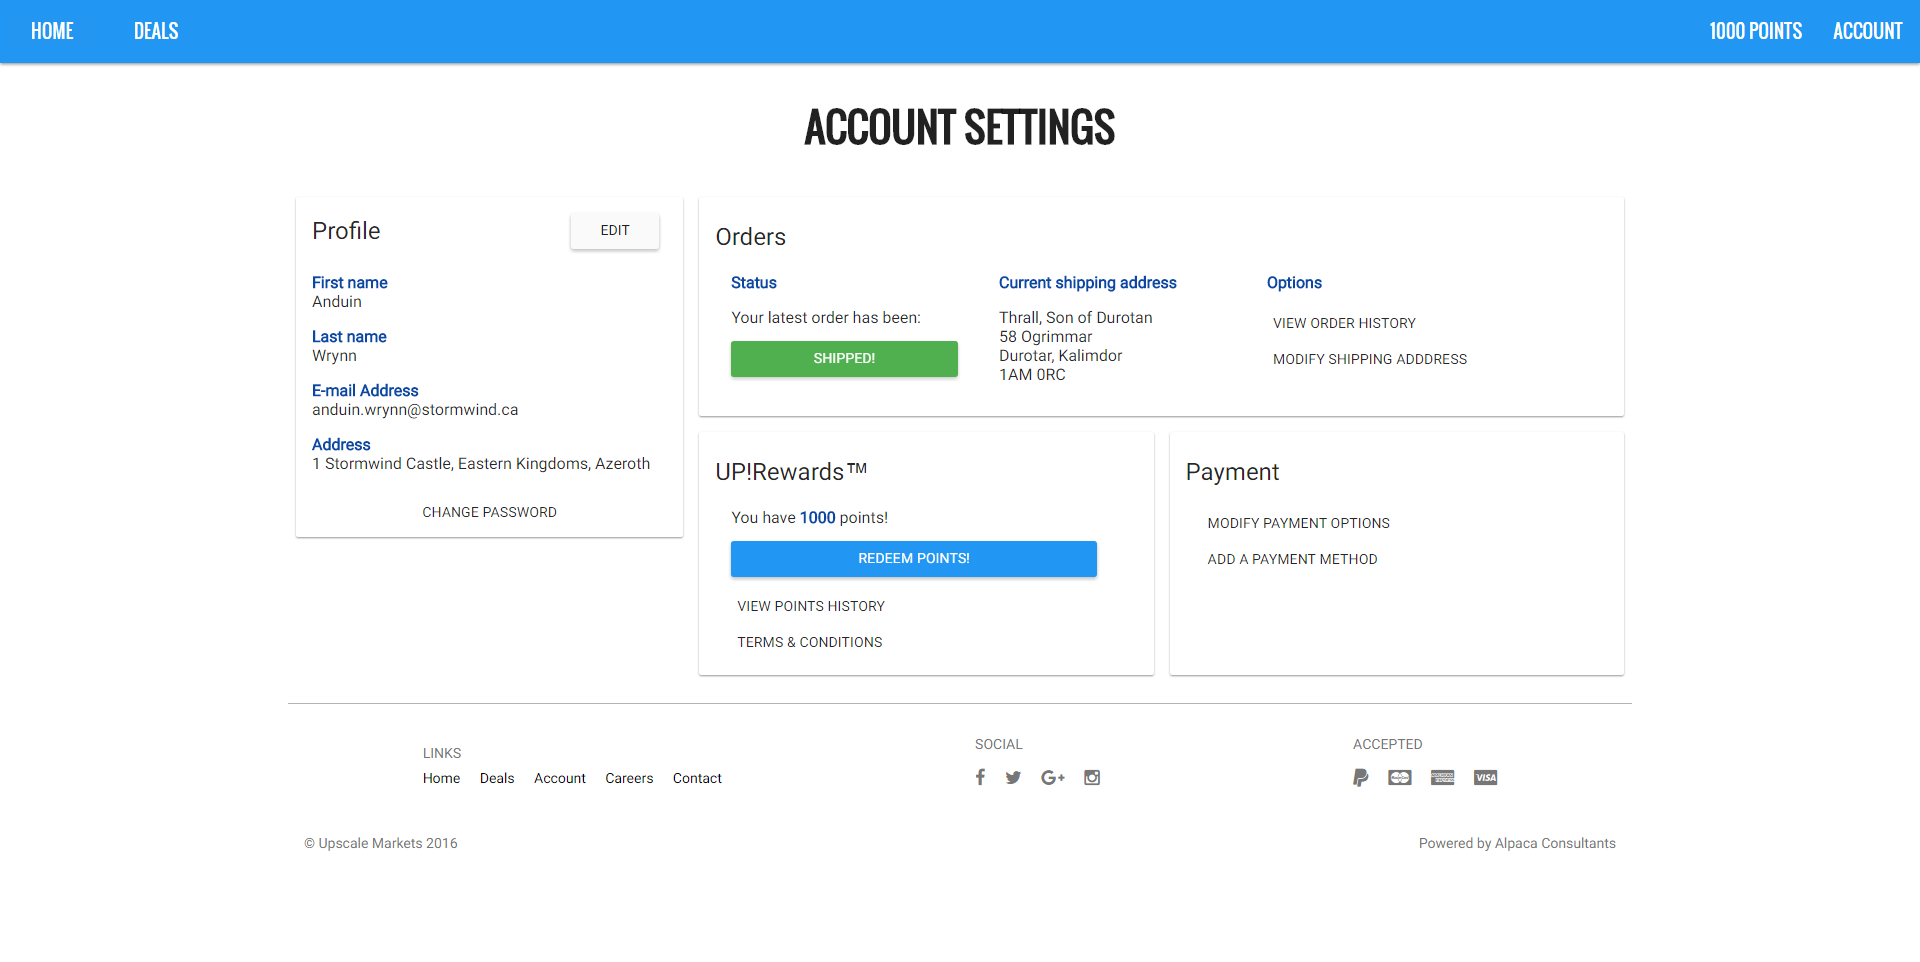 HOME
DEALS
1000 POINTS
ACCOUNT
ACCOUNT SETTINGS
Profile
EDIT
First name
Anduin
Last name
Wrynn
E-mail Address
anduin.wrynn@stormwind.ca
Address
1 Stormwind Castle, Eastern Kingdoms, Azeroth
CHANGE PASSWORD
Orders
Status
Your latest order has been:
SHIPPED!
Current shipping address
Thrall, Son of Durotan
58 Ogrimmar
Durotar, Kalimdor
1AM 0RC
Options
VIEW ORDER HISTORY
MODIFY SHIPPING ADDDRESS
UP!Rewards™
You have 1000 points!
REDEEM POINTS!
VIEW POINTS HISTORY
TERMS & CONDITIONS
Payment
MODIFY PAYMENT OPTIONS
ADD A PAYMENT METHOD
LINKS
Home Deals Account Careers Contact
SOCIAL
ACCEPTED
VISA
© Upscale Markets 2016
Powered by Alpaca Consultants